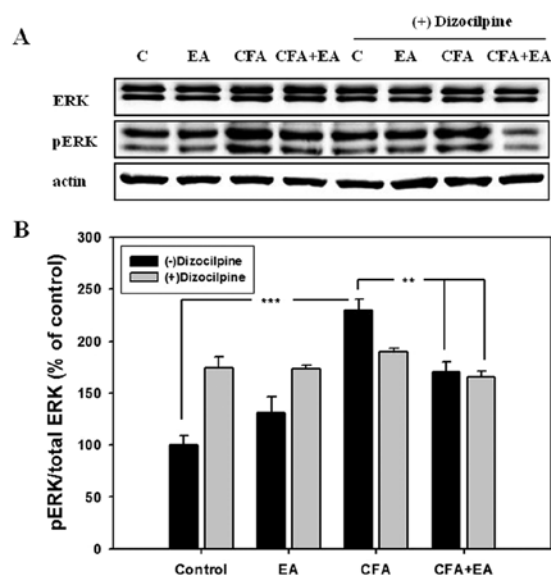 (+) Dizocilpine
A
C EA CFA CFA+EA C EA CFA CFA+EA
ERK
pERK
actin
B
300
250
200
150
100
50
0
pERK/total ERK (% of control)
(-)Dizocilpine
(+)Dizocilpine
***
**
Control EA CFA CFA+EA